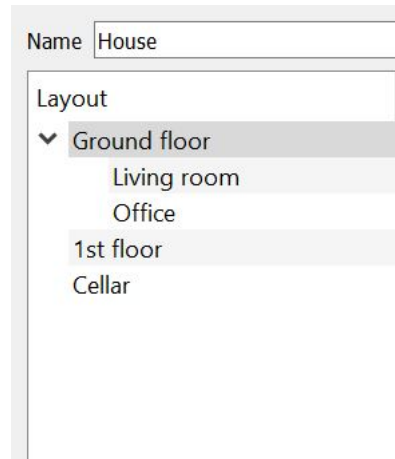 Name House
Layout
Ground floor
Living room
Office
1st floor
Cellar